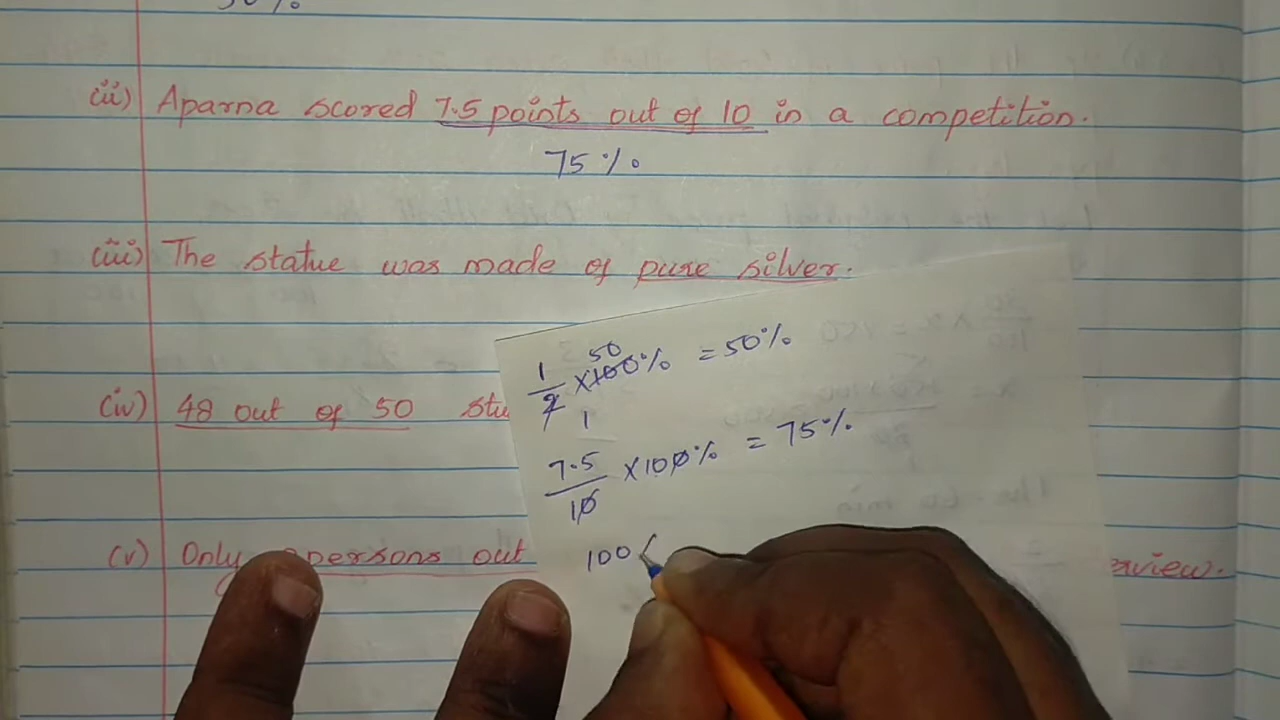 (ii) Aparna scored 7.5 points out of 10 in a competition.
75%
(iii) The statue was made of pure silver.
1/2 × 100% = 50%
50
1
(iv) 48 out of 50
7.5/10 × 100% = 75%
(v) Only persons out
100